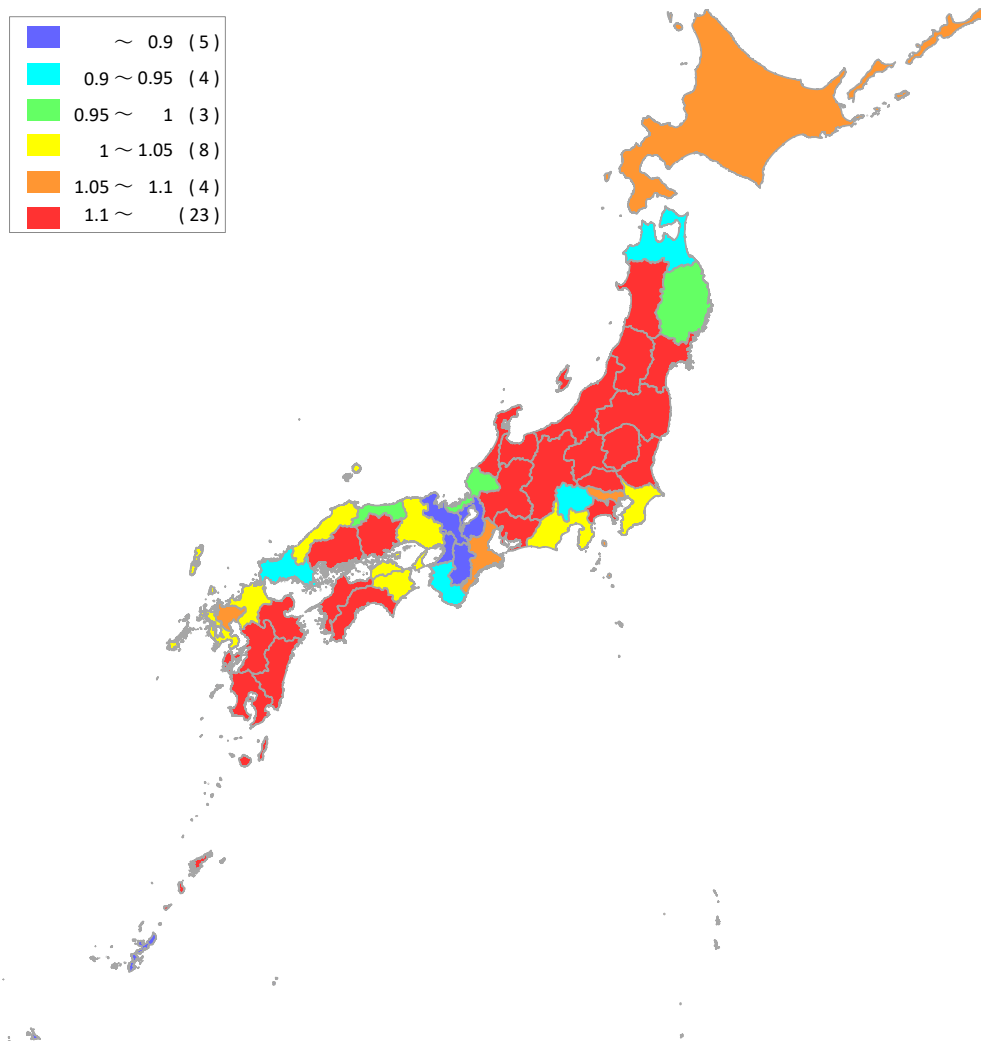 ～ 0.9 ( 5 )
0.9 ～ 0.95 ( 4 )
0.95 ～ 1 ( 3 )
1 ～ 1.05 ( 8 )
1.05 ～ 1.1 ( 4 )
1.1 ～ ( 23 )